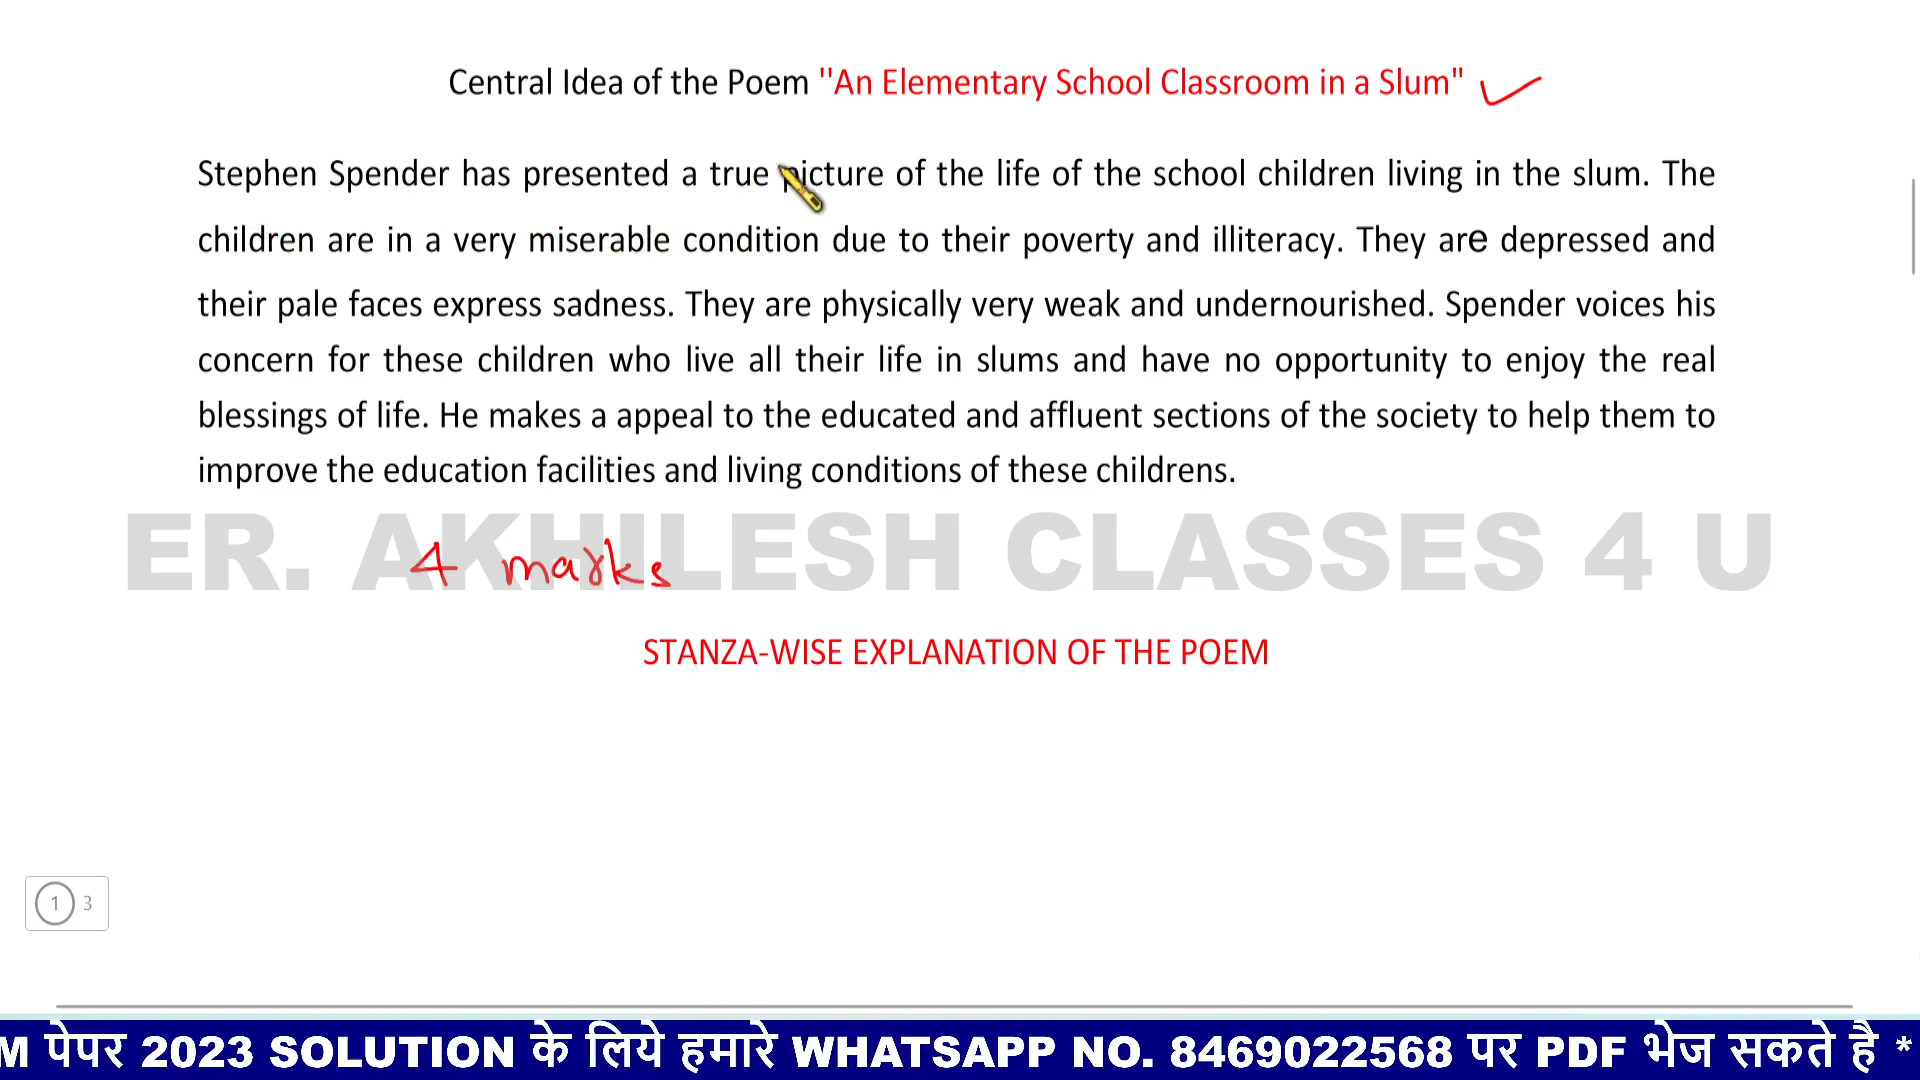 Central Idea of the Poem "An Elementary School Classroom in a Slum"
Stephen Spender has presented a true picture of the life of the school children living in the slum. The
children are in a very miserable condition due to their poverty and illiteracy. They are depressed and
their pale faces express sadness. They are physically very weak and undernourished. Spender voices his
concern for these children who live all their life in slums and have no opportunity to enjoy the real
blessings of life. He makes a appeal to the educated and affluent sections of the society to help them to
improve the education facilities and living conditions of these childrens.
ER. AKHILESH CLASSES 4 U
4 marks
STANZA-WISE EXPLANATION OF THE POEM
1 3
M पेपर 2023 SOLUTION के लिये हमारे WHATSAPP NO. 8469022568 पर PDF भेज सकते है *